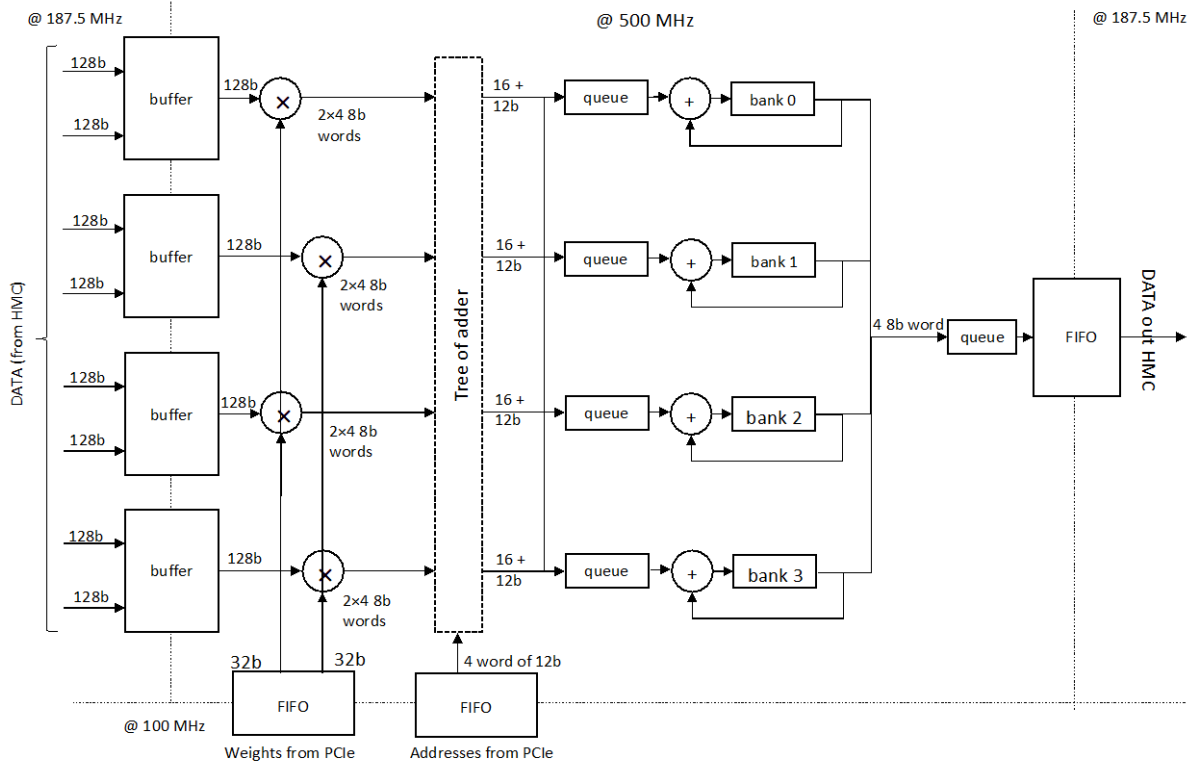 @ 187.5 MHz
@ 500 MHz
@ 187.5 MHz
128b
128b
buffer
128b
×
2×4 8b
words
16 +
12b
queue
+
bank 0
128b
128b
buffer
128b
×
2×4 8b
words
16 +
12b
queue
+
bank 1
DATA (from HMC)
Tree of adder
4 8b word
queue
FIFO
DATA out HMC
128b
128b
buffer
128b
×
2×4 8b
words
16 +
12b
queue
+
bank 2
128b
128b
buffer
128b
×
2×4 8b
words
16 +
12b
queue
+
bank 3
32b
32b
4 word of 12b
FIFO
FIFO
@ 100 MHz
Weights from PCIe
Addresses from PCIe